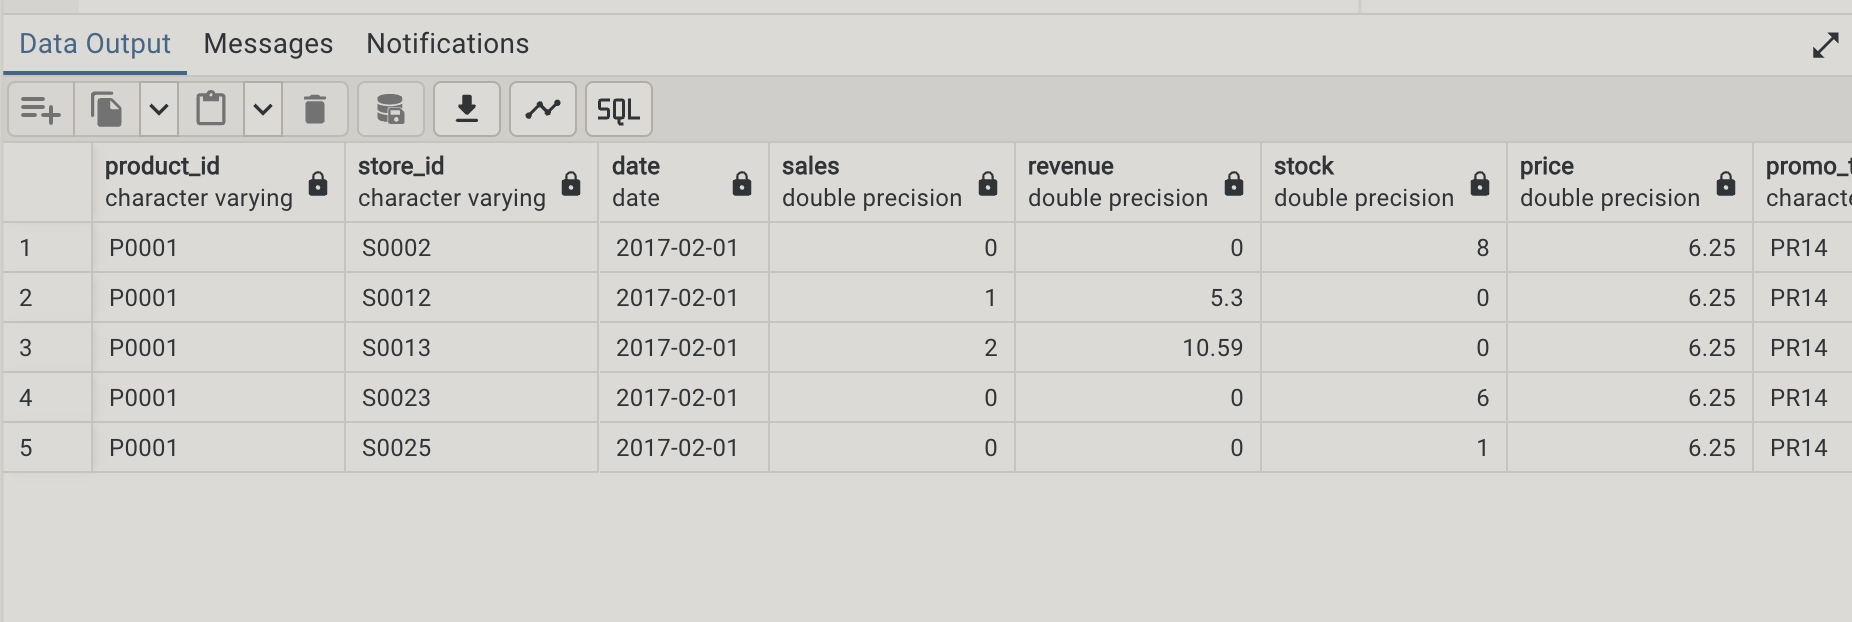 Data Output Messages Notifications
SQL
product_id store_id date sales revenue stock price promo_t
character varying character varying date double precision double precision double precision double precision characte
1 P0001 S0002 2017-02-01 0 0 8 6.25 PR14
2 P0001 S0012 2017-02-01 1 5.3 0 6.25 PR14
3 P0001 S0013 2017-02-01 2 10.59 0 6.25 PR14
4 P0001 S0023 2017-02-01 0 0 6 6.25 PR14
5 P0001 S0025 2017-02-01 0 0 1 6.25 PR14